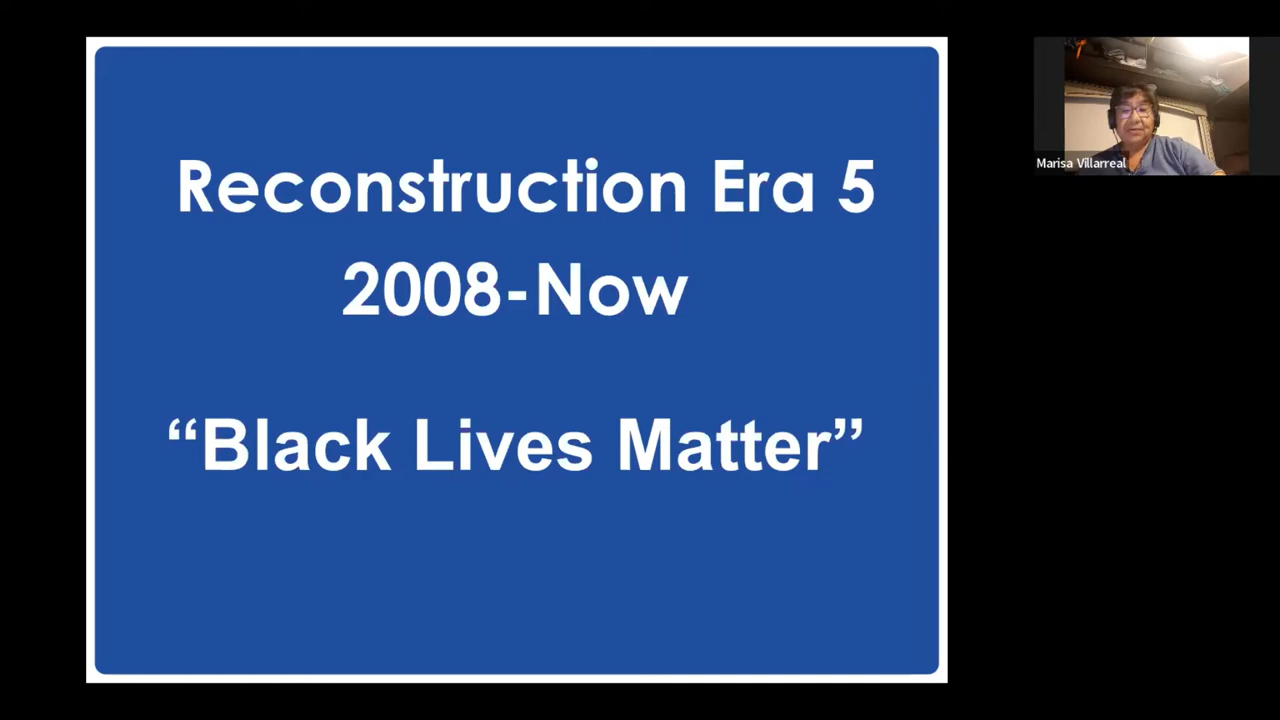 Reconstruction Era 5
2008-Now
“Black Lives Matter”
Marisa Villarreal